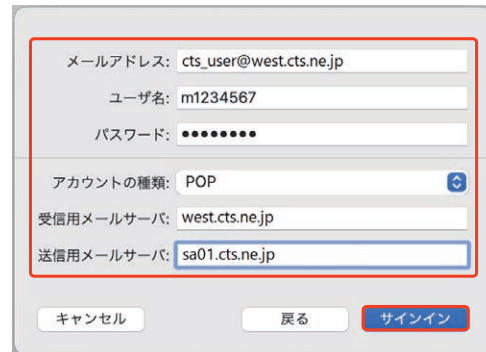 メールアドレス: cts_user@west.cts.ne.jp
ユーザ名: m1234567
パスワード: ••••••••
アカウントの種類: POP
受信用メールサーバ: west.cts.ne.jp
送信用メールサーバ: sa01.cts.ne.jp
キャンセル 戻る サインイン